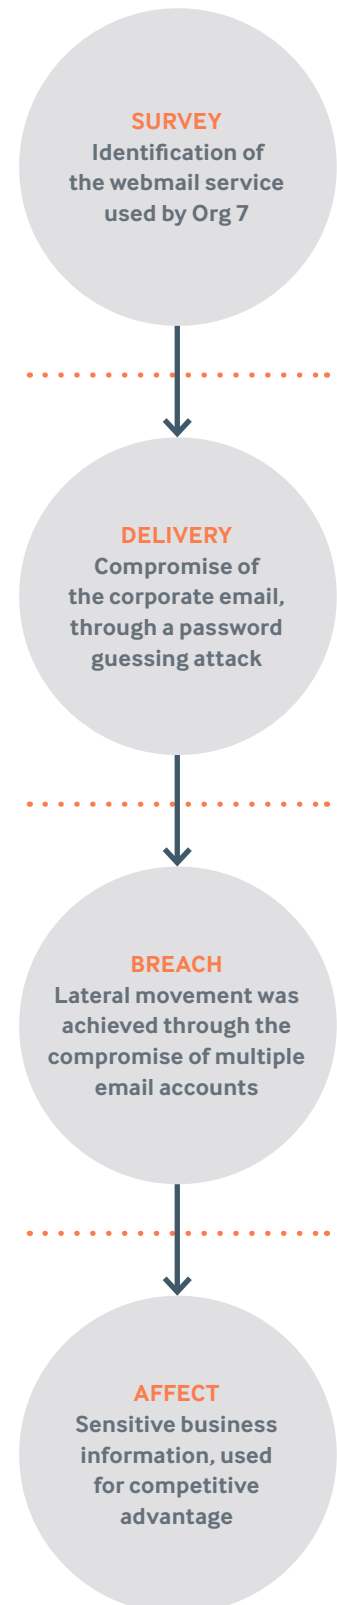 SURVEY
Identification of
the webmail service
used by Org 7
DELIVERY
Compromise of
the corporate email,
through a password
guessing attack
BREACH
Lateral movement was
achieved through the
compromise of multiple
email accounts
AFFECT
Sensitive business
information, used
for competitive
advantage